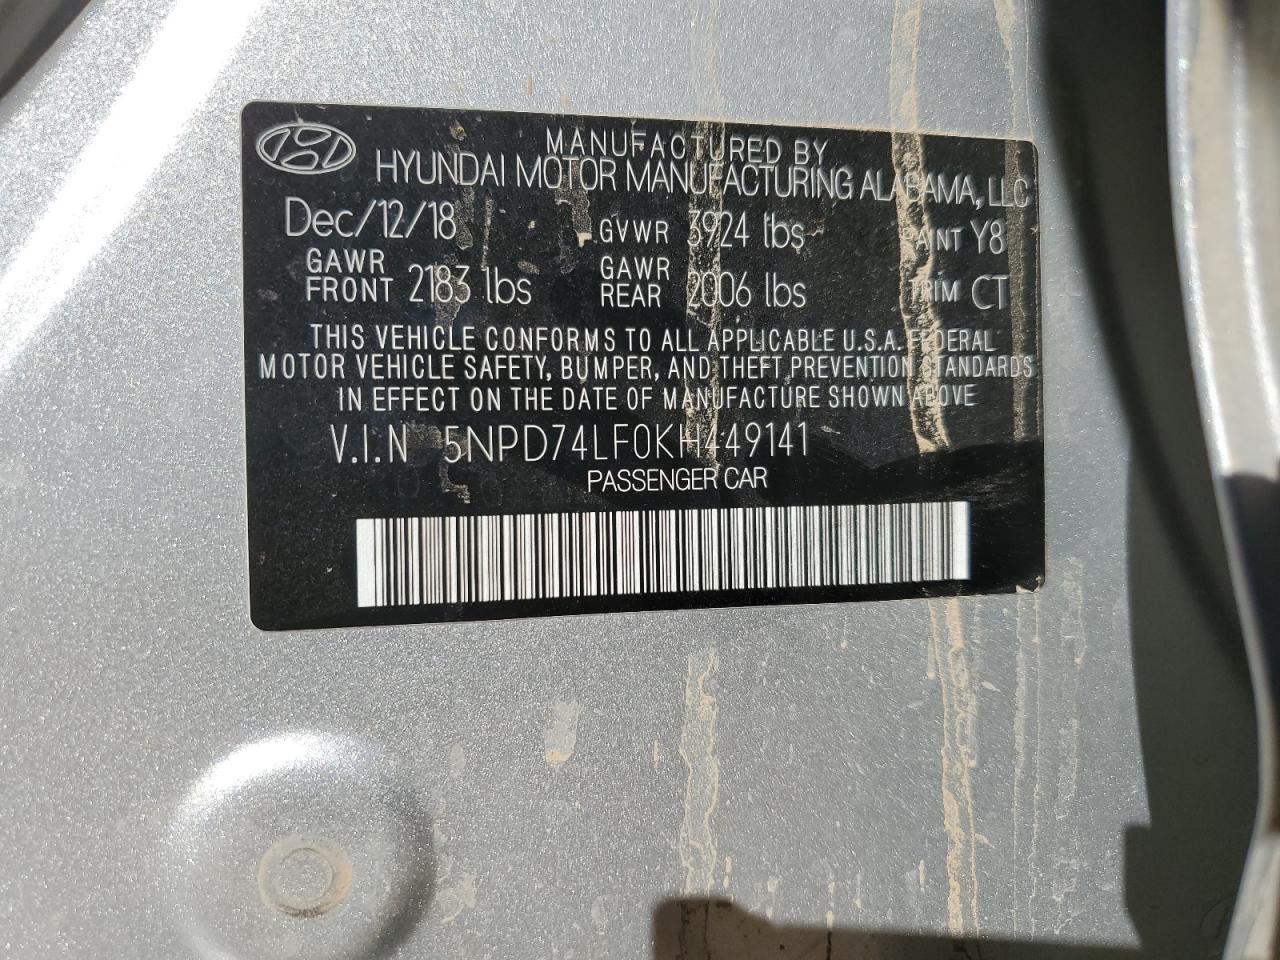 MANUFACTURED BY
HYUNDAI MOTOR MANUFACTURING ALABAMA, LLC
Dec/12/18 GVWR 3924 lbs PAINT Y8
GAWR FRONT 2183 lbs GAWR REAR 2006 lbs TRIM CT
THIS VEHICLE CONFORMS TO ALL APPLICABLE U.S.A. FEDERAL
MOTOR VEHICLE SAFETY, BUMPER, AND THEFT PREVENTION STANDARDS
IN EFFECT ON THE DATE OF MANUFACTURE SHOWN ABOVE
V.I.N 5NPD74LF0KH449141
PASSENGER CAR